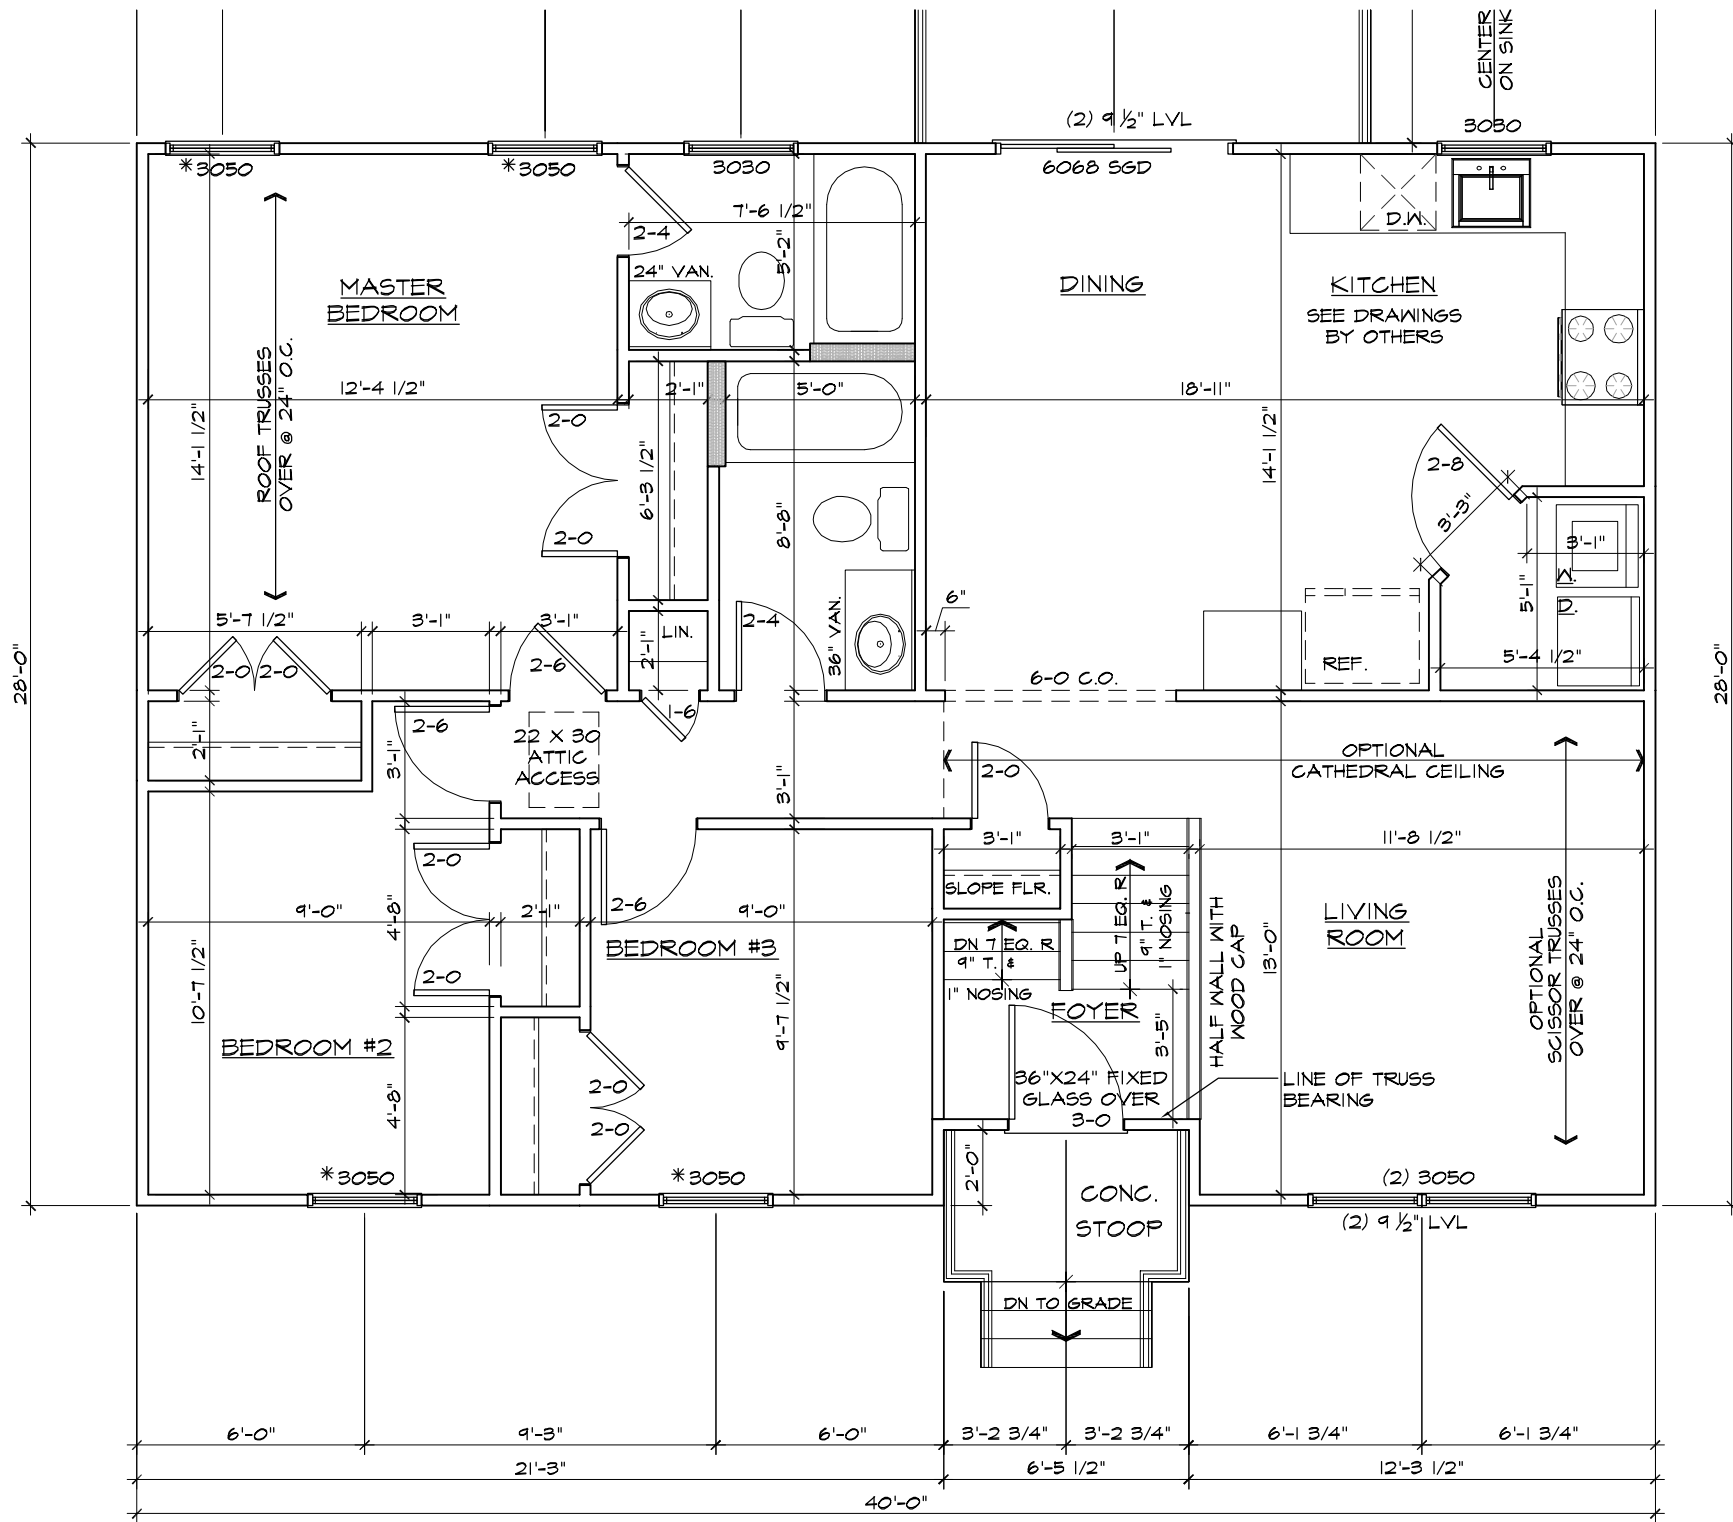 CENTER
ON SINK
(2) 9 ½" LVL
3030
*3050
*3050
3030
6068 SGD
D.W.
7'-6 1/2"
2-4
5'-2"
24" VAN.
MASTER
BEDROOM
DINING
KITCHEN
SEE DRAWINGS
BY OTHERS
ROOF TRUSSES
OVER @ 24" O.C.
12'-4 1/2"
2'-1"
5'-0"
18'-11"
14'-1 1/2"
2-0
6'-3 1/2"
2-0
8'-8"
14'-1 1/2"
2-8
3'-3"
3'-1"
W.
D.
5'-1"
5'-4 1/2"
28'-0"
28'-0"
5'-7 1/2"
3'-1"
3'-1"
2-0
2-0
2-6
LIN.
2'-1"
2-4
36" VAN.
6"
REF.
6-0 C.O.
2'-1"
2-6
3'-1"
22 X 30
ATTIC
ACCESS
1-6
3'-1"
2-0
OPTIONAL
CATHEDRAL CEILING
3'-1"
3'-1"
11'-8 1/2"
2-0
SLOPE FLR.
9'-0"
4'-8"
2'-1"
2-6
9'-0"
BEDROOM #3
2-0
DN 7 EQ. R
9" T. &
1" NOSING
UP 7 EQ. R
9" T. &
1" NOSING
HALF WALL WITH
WOOD CAP
LIVING
ROOM
13'-0"
OPTIONAL
SCISSOR TRUSSES
OVER @ 24" O.C.
10'-7 1/2"
9'-7 1/2"
FOYER
3'-5"
BEDROOM #2
4'-8"
2-0
2-0
36"X24" FIXED
GLASS OVER
3-0
LINE OF TRUSS
BEARING
2'-0"
*3050
*3050
CONC.
STOOP
(2) 3050
(2) 9 ½" LVL
DN TO GRADE
6'-0"
9'-3"
6'-0"
3'-2 3/4"
3'-2 3/4"
6'-1 3/4"
6'-1 3/4"
21'-3"
6'-5 1/2"
12'-3 1/2"
40'-0"